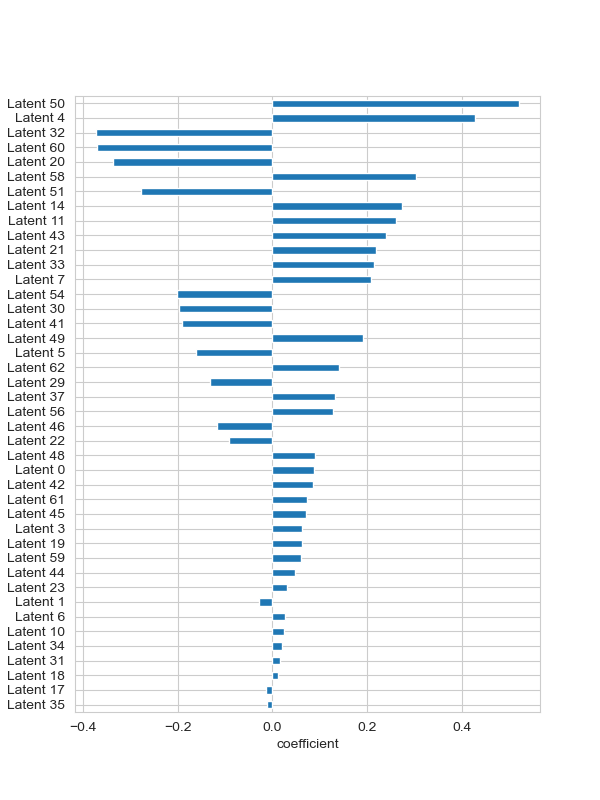 Latent 50
Latent 4
Latent 32
Latent 60
Latent 20
Latent 58
Latent 51
Latent 14
Latent 11
Latent 43
Latent 21
Latent 33
Latent 7
Latent 54
Latent 30
Latent 41
Latent 49
Latent 5
Latent 62
Latent 29
Latent 37
Latent 56
Latent 46
Latent 22
Latent 48
Latent 0
Latent 42
Latent 61
Latent 45
Latent 3
Latent 19
Latent 59
Latent 44
Latent 23
Latent 1
Latent 6
Latent 10
Latent 34
Latent 31
Latent 18
Latent 17
Latent 35
−0.4 −0.2 0.0 0.2 0.4
coefficient